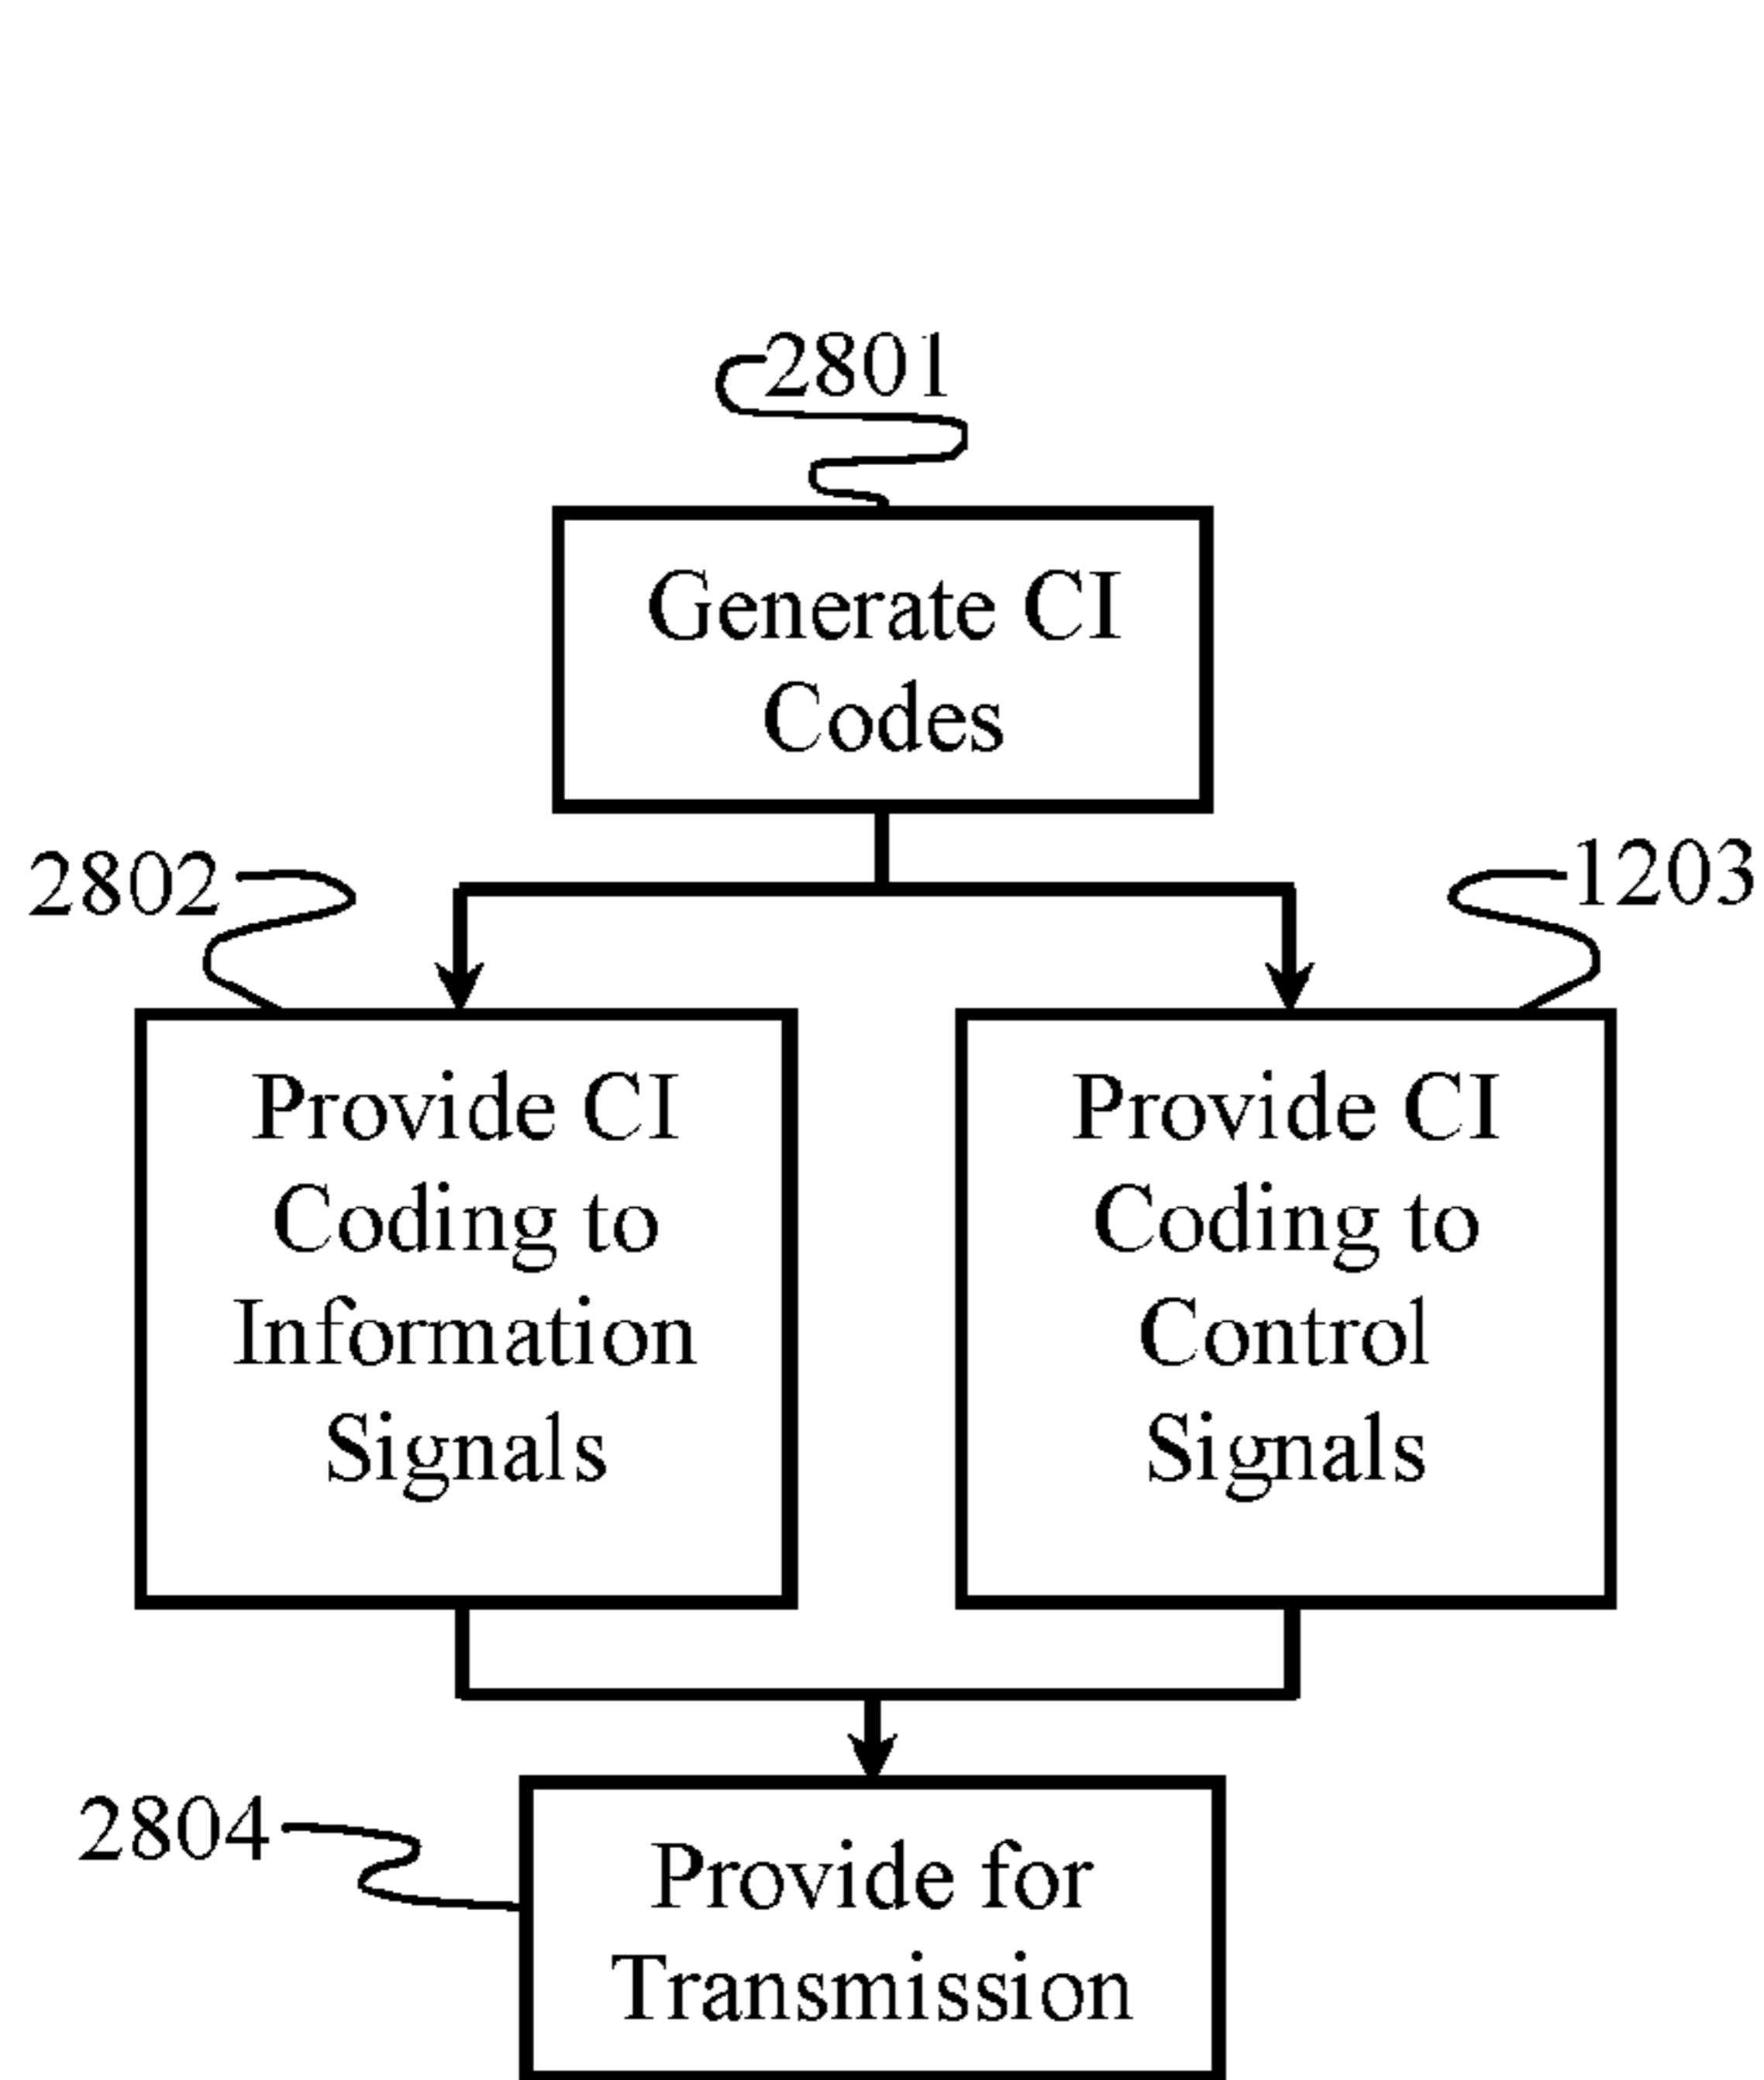 2801
Generate CI
Codes
2802
1203
Provide CI
Coding to
Information
Signals
Provide CI
Coding to
Control
Signals
2804
Provide for
Transmission